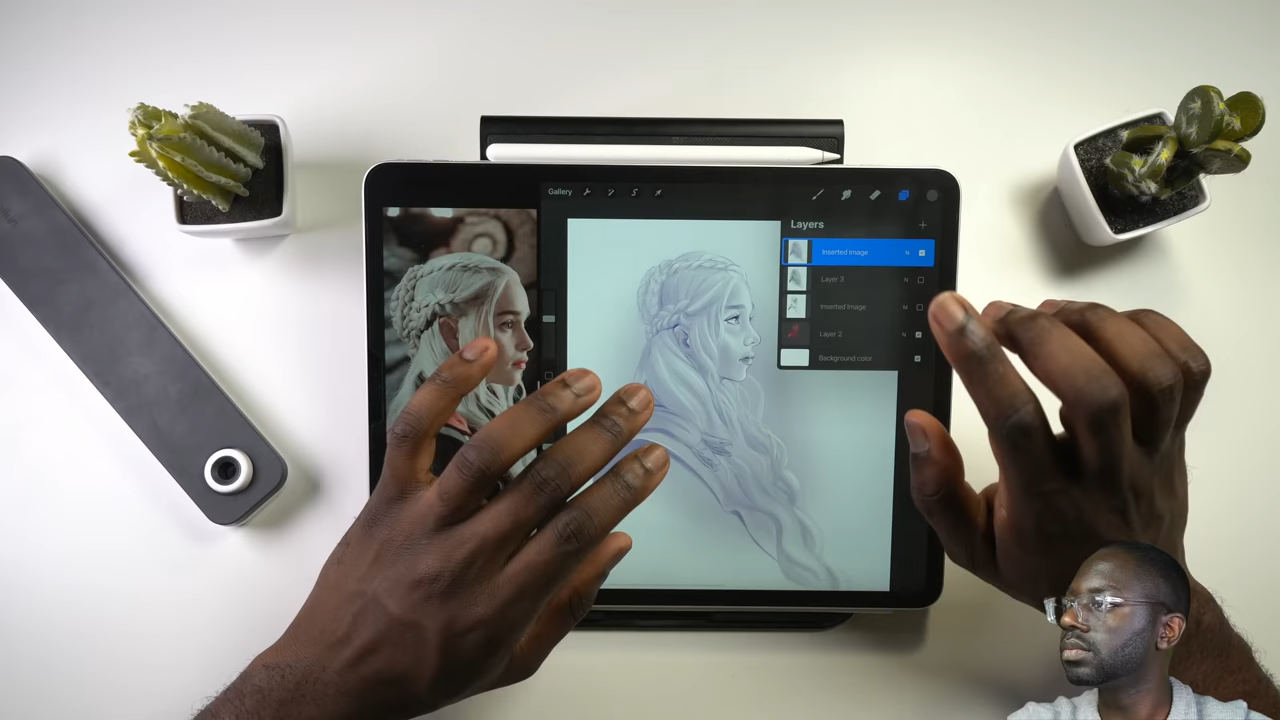 Gallery
Layers
Inserted Image N
Layer 3 N
Inserted Image M
Layer 2 N
Background color